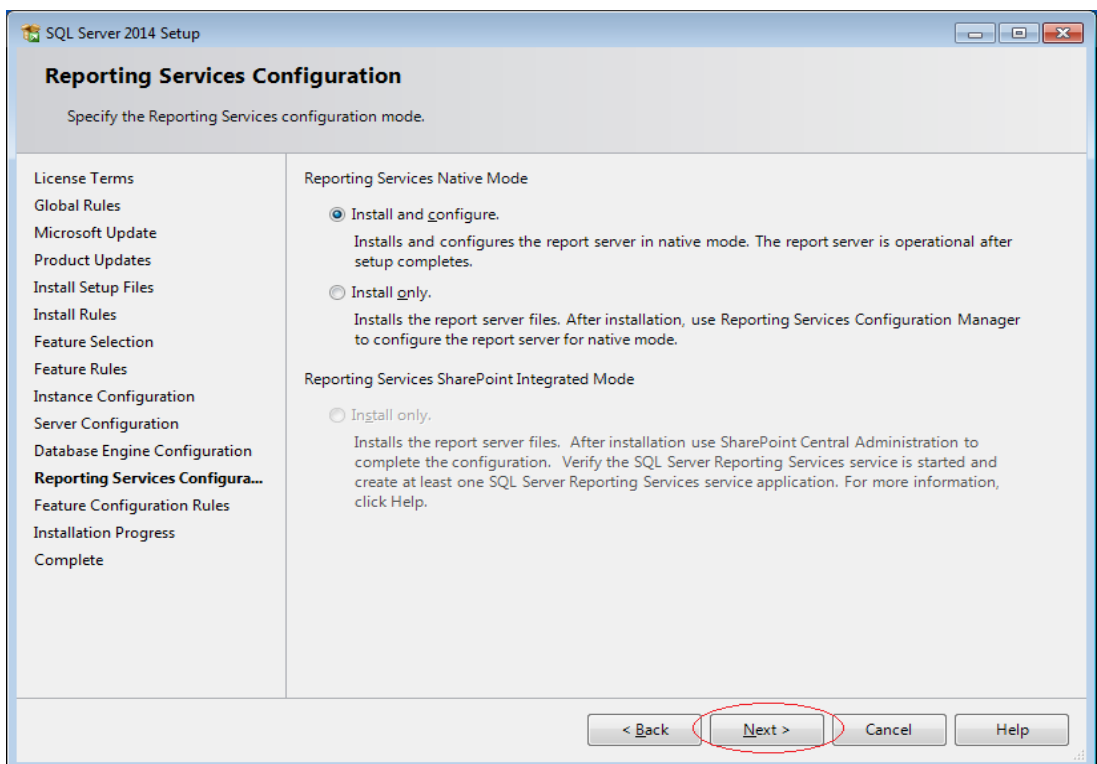 SQL Server 2014 Setup
Reporting Services Configuration
Specify the Reporting Services configuration mode.
License Terms
Global Rules
Microsoft Update
Product Updates
Install Setup Files
Install Rules
Feature Selection
Feature Rules
Instance Configuration
Server Configuration
Database Engine Configuration
Reporting Services Configura...
Feature Configuration Rules
Installation Progress
Complete
Reporting Services Native Mode
Install and configure.
Installs and configures the report server in native mode. The report server is operational after
setup completes.
Install only.
Installs the report server files. After installation, use Reporting Services Configuration Manager
to configure the report server for native mode.
Reporting Services SharePoint Integrated Mode
Install only.
Installs the report server files.  After installation use SharePoint Central Administration to
complete the configuration.  Verify the SQL Server Reporting Services service is started and
create at least one SQL Server Reporting Services service application. For more information,
click Help.
< Back
Next >
Cancel
Help